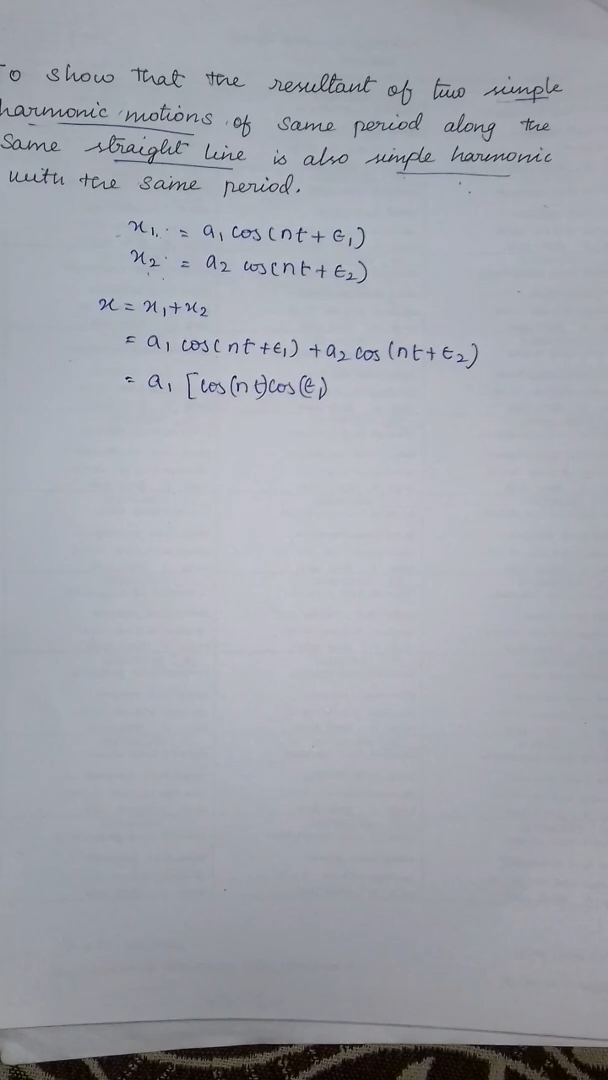 To show that the resultant of two simple
harmonic motions of same period along the
Same straight line is also simple harmonic
with the same period.
x₁ = a₁ cos(nt + ε₁)
x₂ = a₂ cos(nt + ε₂)
x = x₁ + x₂
= a₁ cos(nt + ε₁) + a₂ cos(nt + ε₂)
= a₁ [cos(nt)cos(ε₁)